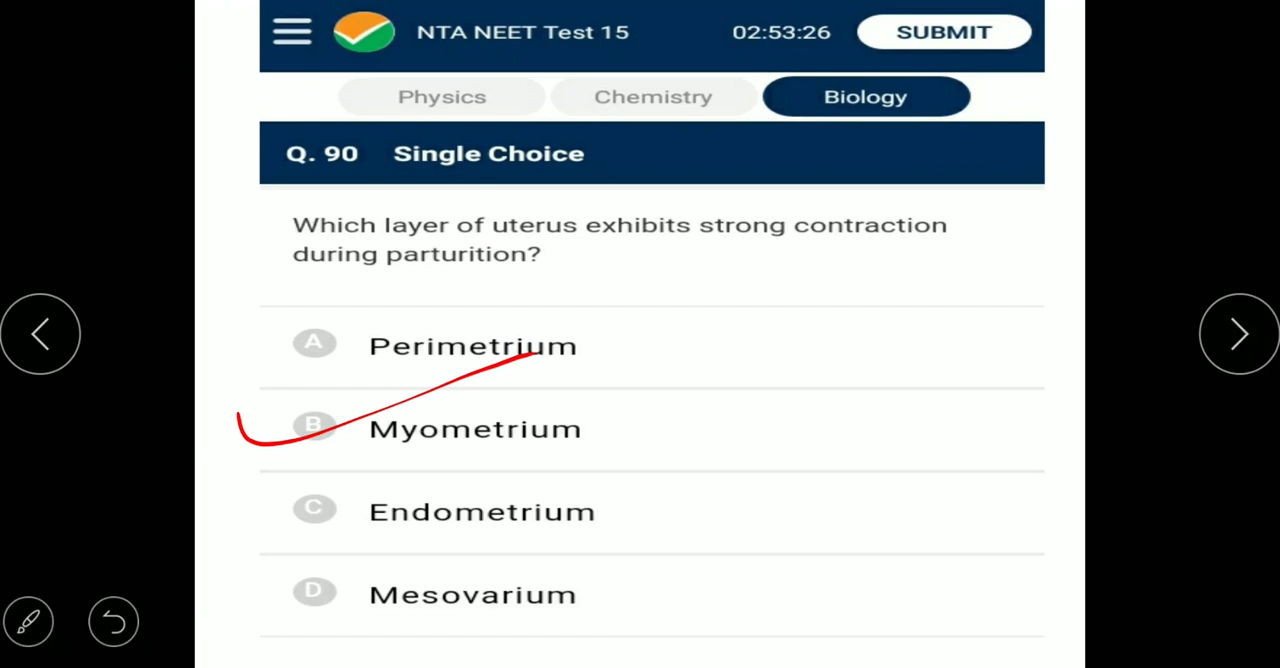 NTA NEET Test 15 02:53:26 SUBMIT
Physics Chemistry Biology
Q. 90 Single Choice
Which layer of uterus exhibits strong contraction
during parturition?
A Perimetrium
B Myometrium
C Endometrium
D Mesovarium